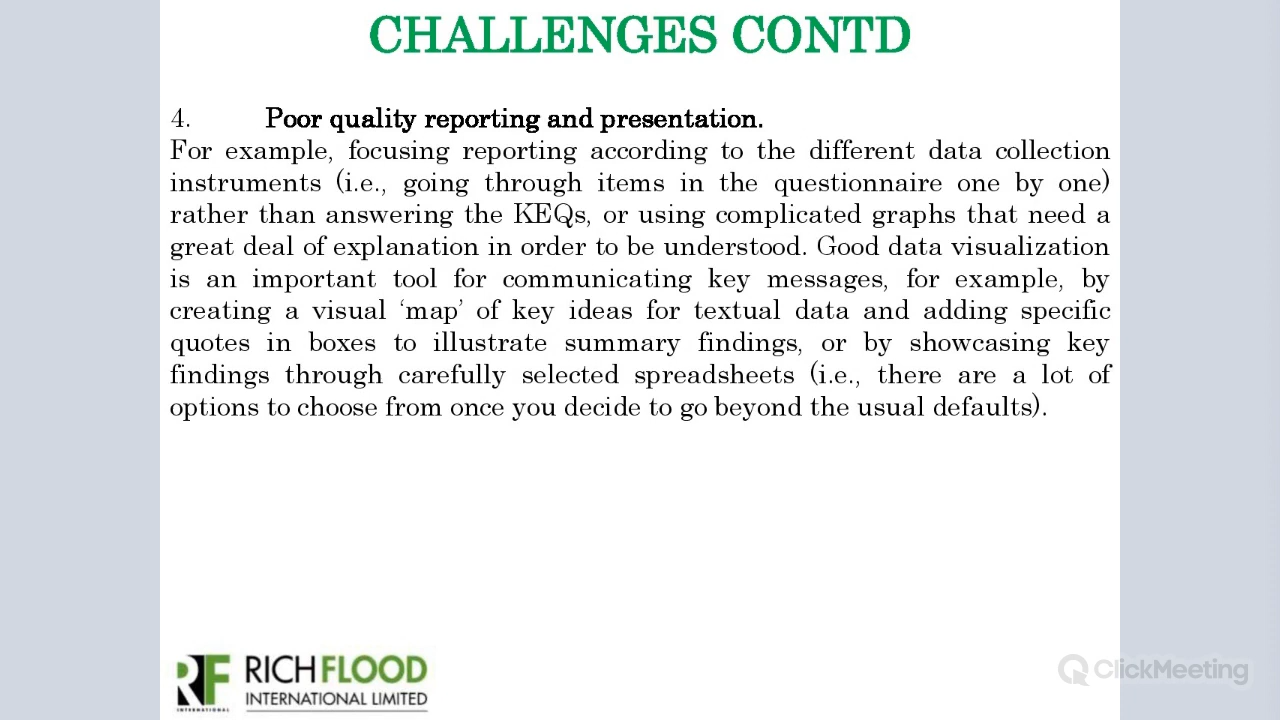 CHALLENGES CONTD
4. Poor quality reporting and presentation.
For example, focusing reporting according to the different data collection
instruments (i.e., going through items in the questionnaire one by one)
rather than answering the KEQs, or using complicated graphs that need a
great deal of explanation in order to be understood. Good data visualization
is an important tool for communicating key messages, for example, by
creating a visual ‘map’ of key ideas for textual data and adding specific
quotes in boxes to illustrate summary findings, or by showcasing key
findings through carefully selected spreadsheets (i.e., there are a lot of
options to choose from once you decide to go beyond the usual defaults).
RF
INTERNATIONAL
RICHFLOOD
INTERNATIONAL LIMITED
ClickMeeting